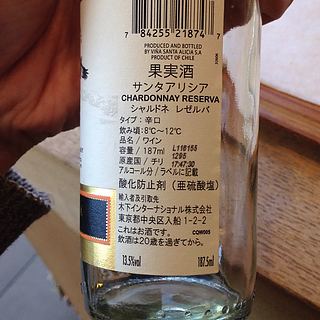 7 84255 21874 7
PRODUCED AND BOTTLED
BY VIÑA SANTA ALICIA S.A
PRODUCT OF CHILE
果実酒
サンタアリシア
CHARDONNAY RESERVA
シャルドネ レゼルバ
タイプ：辛口
飲み頃：8℃～12℃
品名／ワイン
容量／187ml L118155
原産国／チリ 1295
17:47:30
アルコール分／ラベルに記載
酸化防止剤（亜硫酸塩）
輸入者及引取先
木下インターナショナル株式会社
東京都中央区入船 1-2-2
これはお酒です。 CQW005
飲酒は20歳を過ぎてから。
13.5%vol 187.5ml